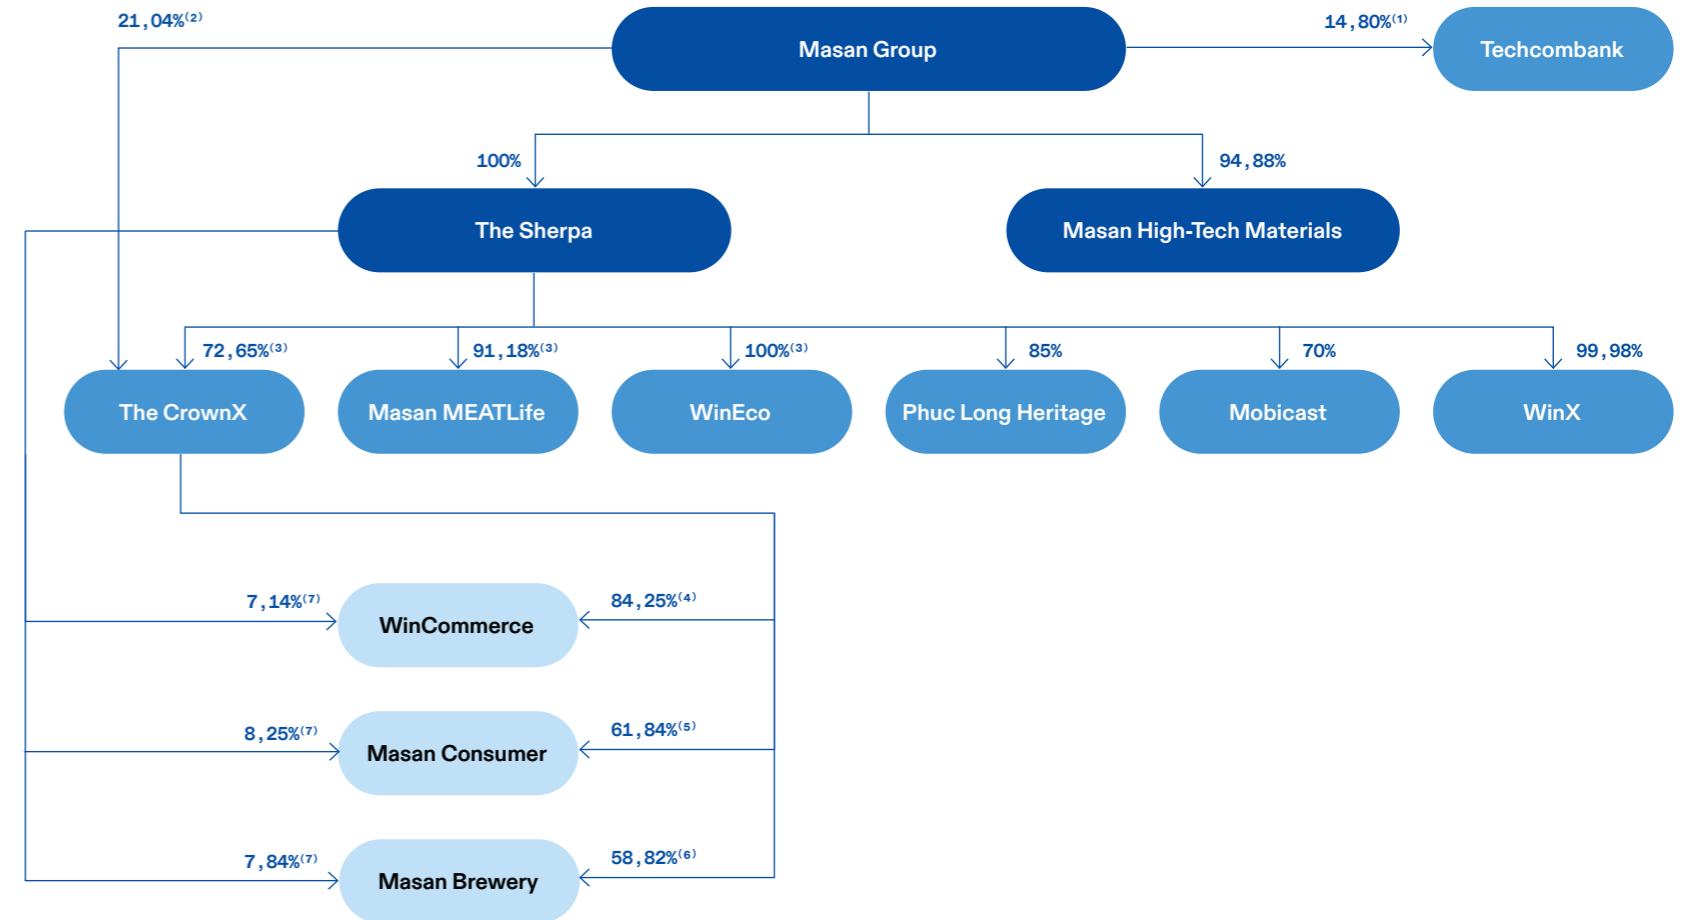 21,04%(2)
Masan Group
14,80%(1)
Techcombank
100%
94,88%
The Sherpa
Masan High-Tech Materials
72,65%(3)
91,18%(3)
100%(3)
85%
70%
99,98%
The CrownX
Masan MEATLife
WinEco
Phuc Long Heritage
Mobicast
WinX
7,14%(7)
84,25%(4)
WinCommerce
8,25%(7)
61,84%(5)
Masan Consumer
7,84%(7)
58,82%(6)
Masan Brewery